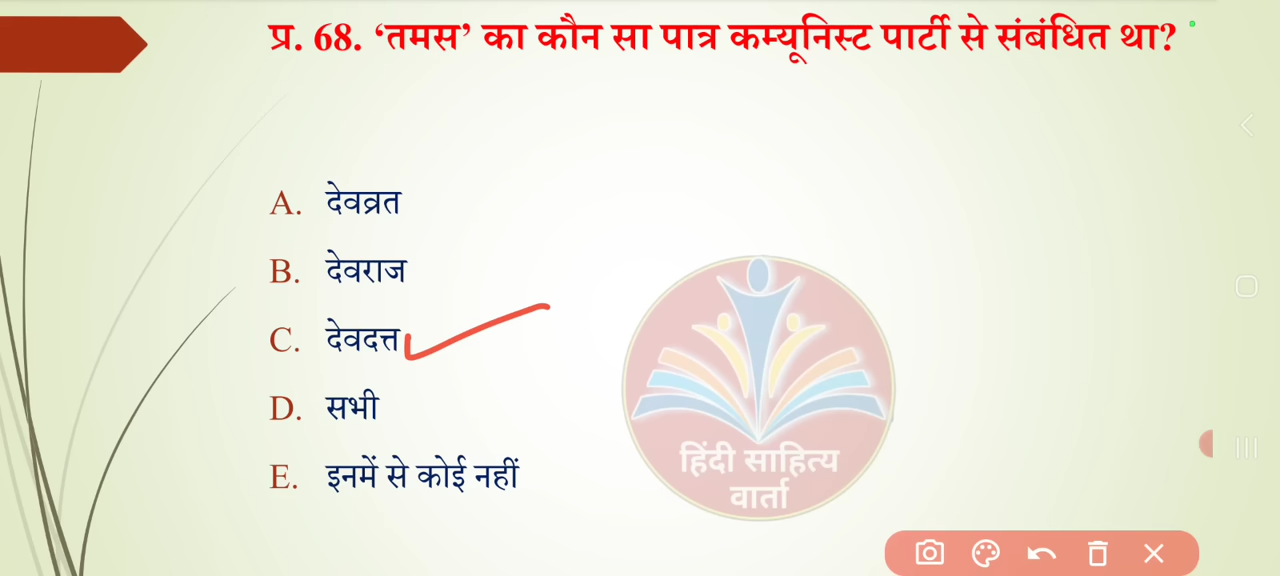 प्र. 68. ‘तमस’ का कौन सा पात्र कम्यूनिस्ट पार्टी से संबंधित था?
A. देवव्रत
B. देवराज
C. देवदत्त
D. सभी
E. इनमें से कोई नहीं
हिंदी साहित्य
वार्ता